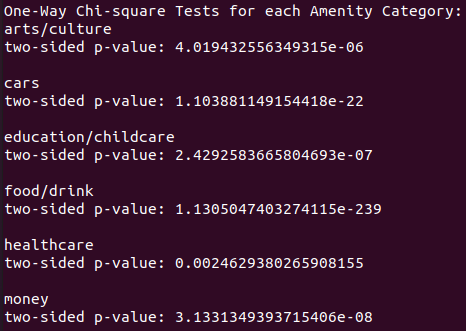 One-Way Chi-square Tests for each Amenity Category:
arts/culture
two-sided p-value: 4.019432556349315e-06
cars
two-sided p-value: 1.103881149154418e-22
education/childcare
two-sided p-value: 2.4292583665804693e-07
food/drink
two-sided p-value: 1.1305047403274115e-239
healthcare
two-sided p-value: 0.0024629380265908155
money
two-sided p-value: 3.1331349393715406e-08